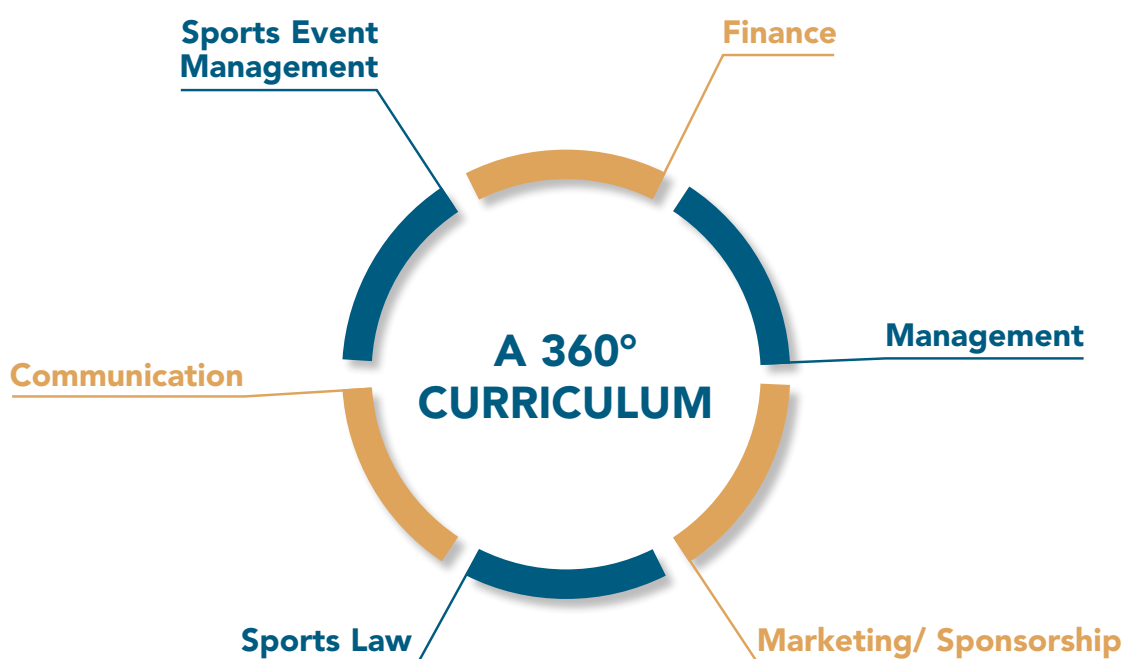 Sports Event
Management
Finance
Management
A 360°
CURRICULUM
Communication
Sports Law
Marketing/ Sponsorship